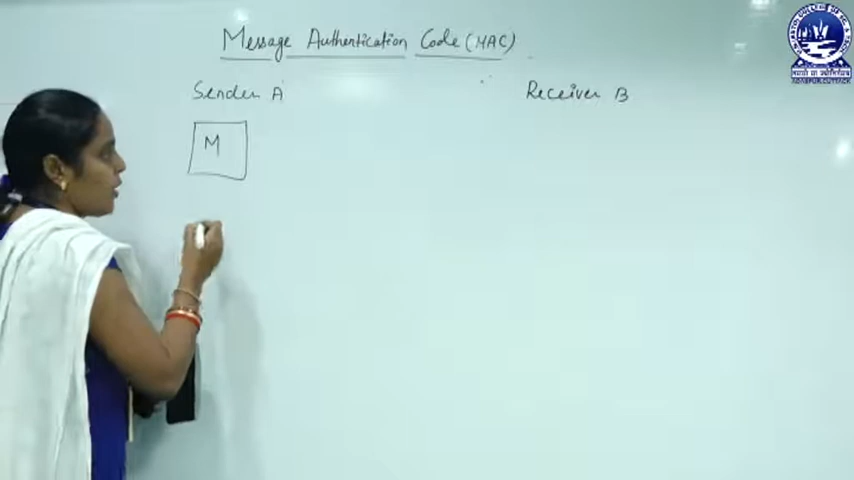 Message Authentication Code (MAC)
Sender A
Receiver B
M